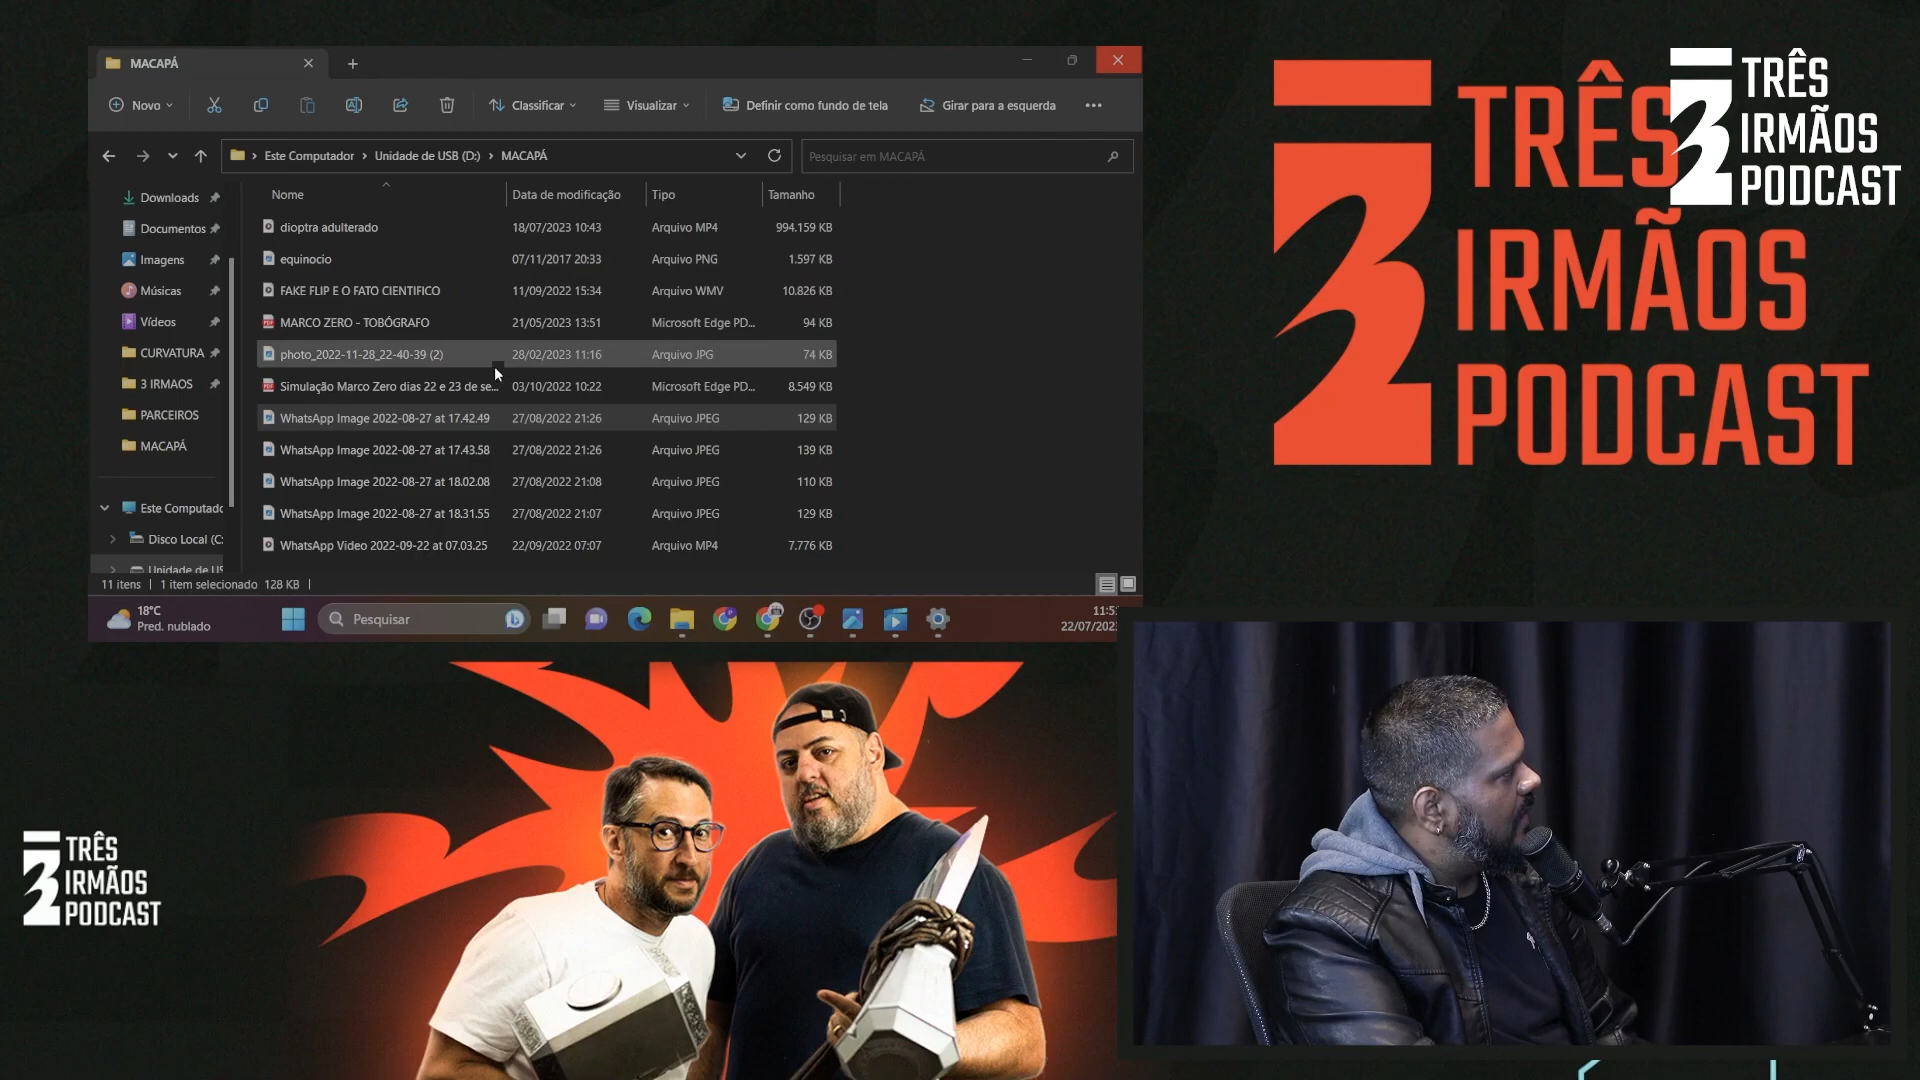 MACAPÁ
Novo
Classificar
Visualizar
Definir como fundo de tela
Girar para a esquerda
Este Computador > Unidade de USB (D:) > MACAPÁ
Pesquisar em MACAPÁ
Downloads
Documentos
Imagens
Músicas
Vídeos
CURVATURA
3 IRMAOS
PARCEIROS
MACAPÁ
Este Computado
Disco Local (C:
Unidade de US
Nome Data de modificação Tipo Tamanho
dioptra adulterado 18/07/2023 10:43 Arquivo MP4 994.159 KB
equinocio 07/11/2017 20:33 Arquivo PNG 1.597 KB
FAKE FLIP E O FATO CIENTIFICO 11/09/2022 15:34 Arquivo WMV 10.826 KB
MARCO ZERO - TOBÓGRAFO 21/05/2023 13:51 Microsoft Edge PD... 94 KB
photo_2022-11-28_22-40-39 (2) 28/02/2023 11:16 Arquivo JPG 74 KB
Simulação Marco Zero dias 22 e 23 de se... 03/10/2022 10:22 Microsoft Edge PD... 8.549 KB
WhatsApp Image 2022-08-27 at 17.42.49 27/08/2022 21:26 Arquivo JPEG 129 KB
WhatsApp Image 2022-08-27 at 17.43.58 27/08/2022 21:26 Arquivo JPEG 139 KB
WhatsApp Image 2022-08-27 at 18.02.08 27/08/2022 21:08 Arquivo JPEG 110 KB
WhatsApp Image 2022-08-27 at 18.31.55 27/08/2022 21:07 Arquivo JPEG 129 KB
WhatsApp Video 2022-09-22 at 07.03.25 22/09/2022 07:07 Arquivo MP4 7.776 KB
11 itens | 1 item selecionado 128 KB |
18°C
Pred. nublado
Pesquisar
11:5
22/07/202
TRÊS
IRMÃOS
PODCAST
TRÊS
IRMÃOS
PODCAST
TRÊS
IRMÃOS
PODCAST